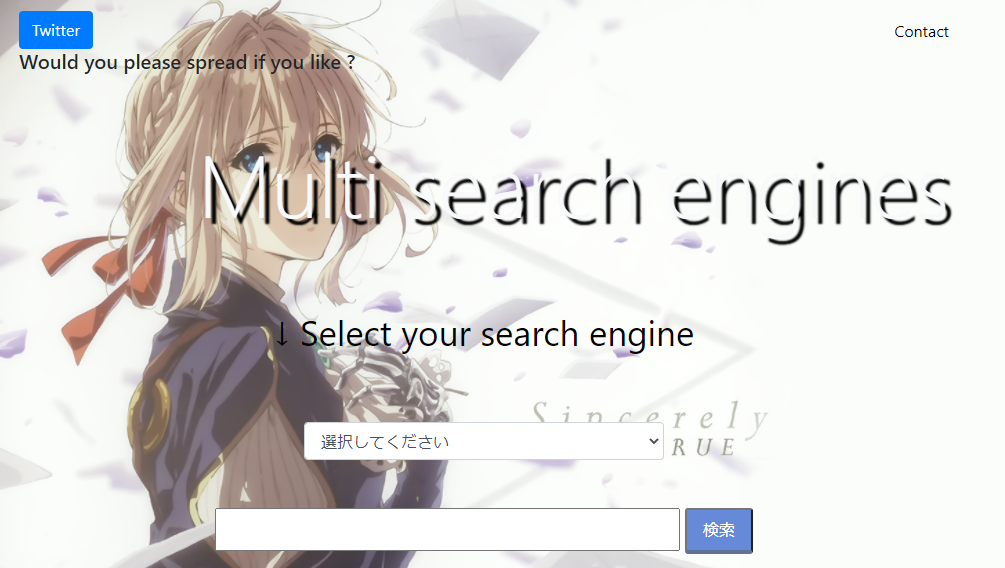 Twitter
Contact
Would you please spread if you like ?
Multi search engines
↓ Select your search engine
Sincerely
RUE
選択してください
検索